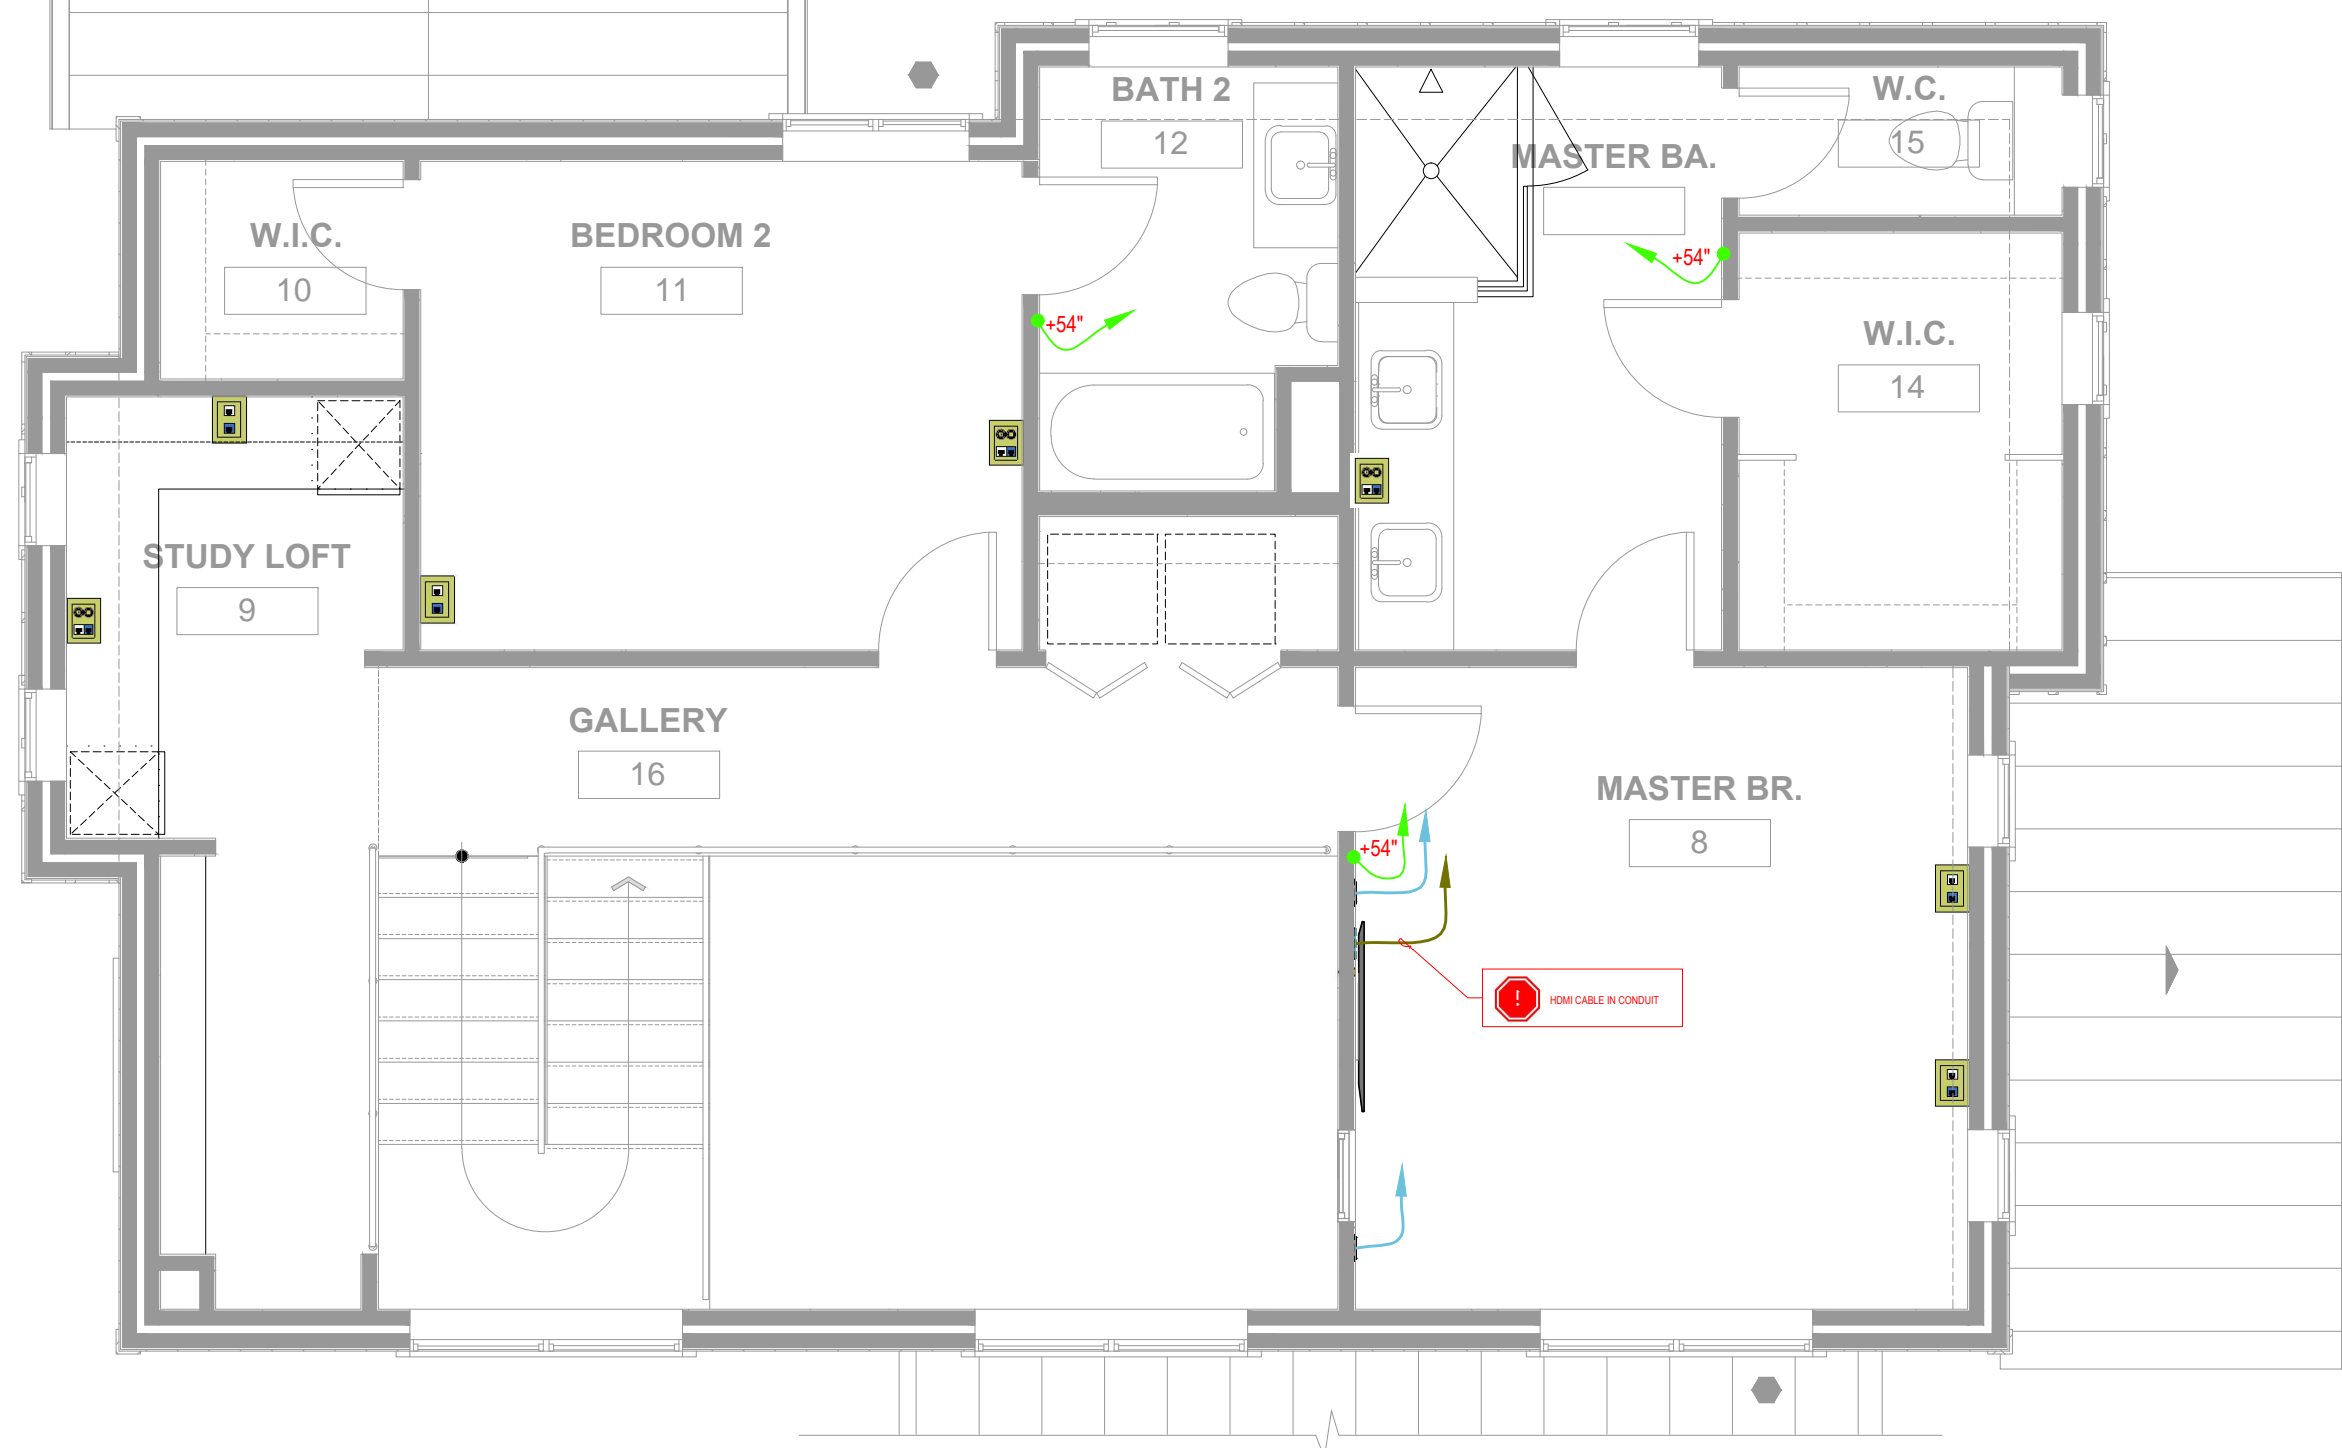 BATH 2
12
W.C.
15
MASTER BA.
W.I.C.
10
BEDROOM 2
11
+54"
+54"
W.I.C.
14
STUDY LOFT
9
GALLERY
16
MASTER BR.
8
+54"
! HDMI CABLE IN CONDUIT